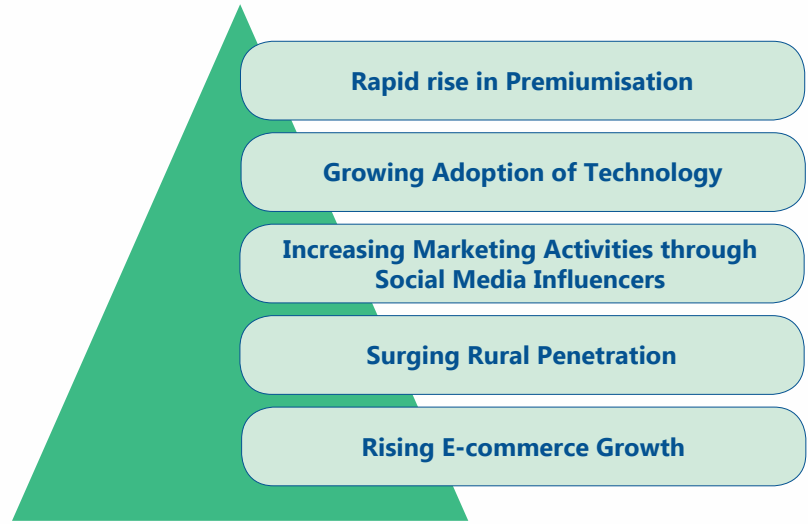 Rapid rise in Premiumisation
Growing Adoption of Technology
Increasing Marketing Activities through
Social Media Influencers
Surging Rural Penetration
Rising E-commerce Growth